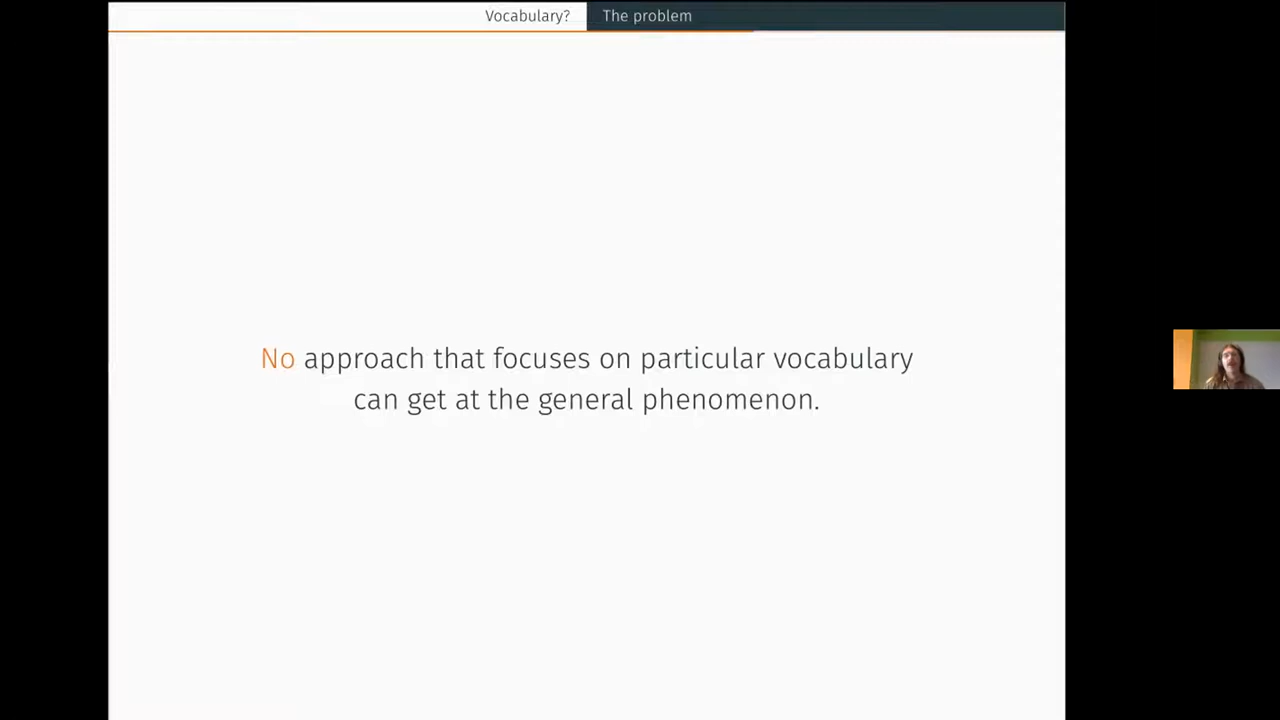 Vocabulary?
The problem
No approach that focuses on particular vocabulary
can get at the general phenomenon.